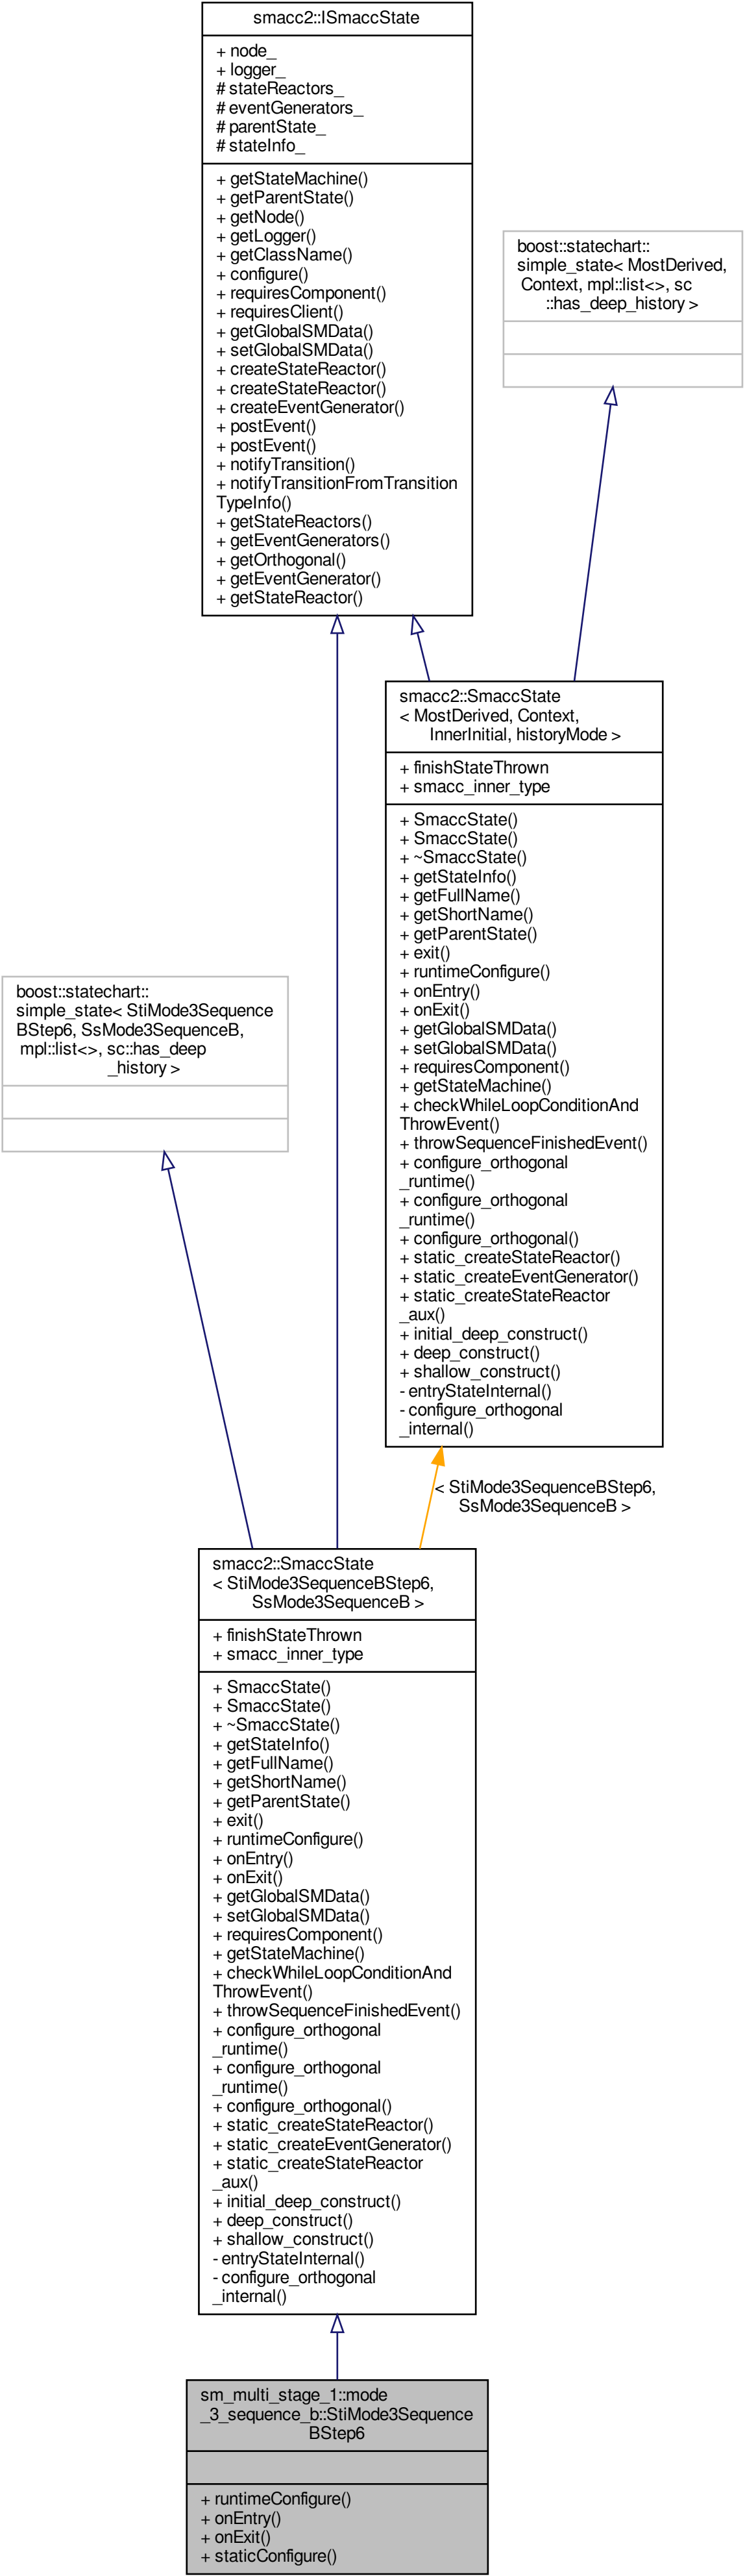 smacc2::ISmaccState
+ node_
+ logger_
# stateReactors_
# eventGenerators_
# parentState_
# stateInfo_
+ getStateMachine()
+ getParentState()
+ getNode()
+ getLogger()
+ getClassName()
+ configure()
+ requiresComponent()
+ requiresClient()
+ getGlobalSMData()
+ setGlobalSMData()
+ createStateReactor()
+ createStateReactor()
+ createEventGenerator()
+ postEvent()
+ postEvent()
+ notifyTransition()
+ notifyTransitionFromTransition
TypeInfo()
+ getStateReactors()
+ getEventGenerators()
+ getOrthogonal()
+ getEventGenerator()
+ getStateReactor()
boost::statechart::
simple_state< MostDerived,
Context, mpl::list<>, sc
::has_deep_history >
smacc2::SmaccState
< MostDerived, Context,
InnerInitial, historyMode >
+ finishStateThrown
+ smacc_inner_type
+ SmaccState()
+ SmaccState()
+ ~SmaccState()
+ getStateInfo()
+ getFullName()
+ getShortName()
+ getParentState()
+ exit()
+ runtimeConfigure()
+ onEntry()
+ onExit()
+ getGlobalSMData()
+ setGlobalSMData()
+ requiresComponent()
+ getStateMachine()
+ checkWhileLoopConditionAnd
ThrowEvent()
+ throwSequenceFinishedEvent()
+ configure_orthogonal
_runtime()
+ configure_orthogonal
_runtime()
+ configure_orthogonal()
+ static_createStateReactor()
+ static_createEventGenerator()
+ static_createStateReactor
_aux()
+ initial_deep_construct()
+ deep_construct()
+ shallow_construct()
- entryStateInternal()
- configure_orthogonal
_internal()
boost::statechart::
simple_state< StiMode3Sequence
BStep6, SsMode3SequenceB,
mpl::list<>, sc::has_deep
_history >
< StiMode3SequenceBStep6,
SsMode3SequenceB >
smacc2::SmaccState
< StiMode3SequenceBStep6,
SsMode3SequenceB >
+ finishStateThrown
+ smacc_inner_type
+ SmaccState()
+ SmaccState()
+ ~SmaccState()
+ getStateInfo()
+ getFullName()
+ getShortName()
+ getParentState()
+ exit()
+ runtimeConfigure()
+ onEntry()
+ onExit()
+ getGlobalSMData()
+ setGlobalSMData()
+ requiresComponent()
+ getStateMachine()
+ checkWhileLoopConditionAnd
ThrowEvent()
+ throwSequenceFinishedEvent()
+ configure_orthogonal
_runtime()
+ configure_orthogonal
_runtime()
+ configure_orthogonal()
+ static_createStateReactor()
+ static_createEventGenerator()
+ static_createStateReactor
_aux()
+ initial_deep_construct()
+ deep_construct()
+ shallow_construct()
- entryStateInternal()
- configure_orthogonal
_internal()
sm_multi_stage_1::mode
_3_sequence_b::StiMode3Sequence
BStep6
+ runtimeConfigure()
+ onEntry()
+ onExit()
+ staticConfigure()